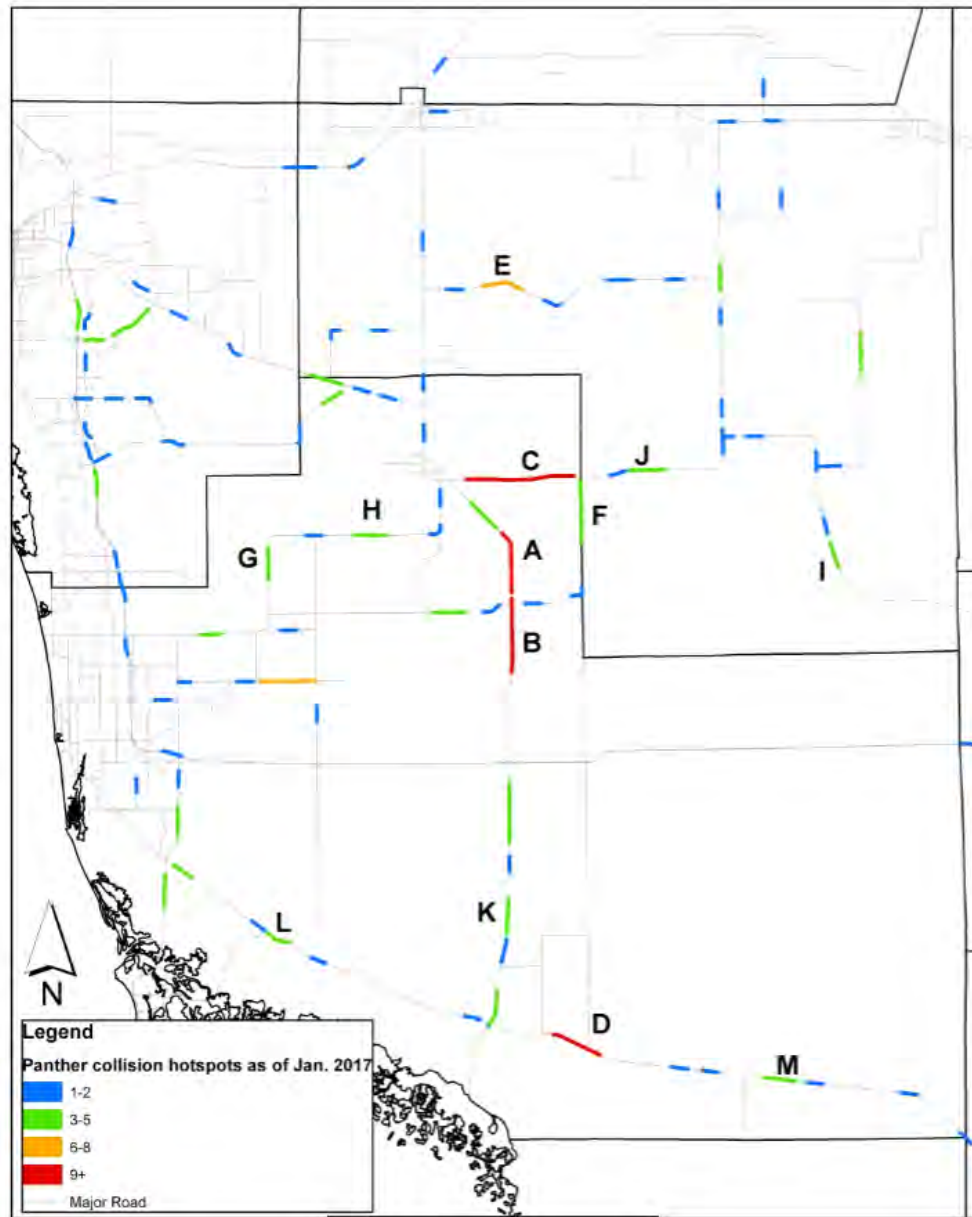 E
C
J
H
F
A
G
I
B
K
L
N
D
M
Legend
Panther collision hotspots as of Jan. 2017
1-2
3-5
6-8
9+
Major Road